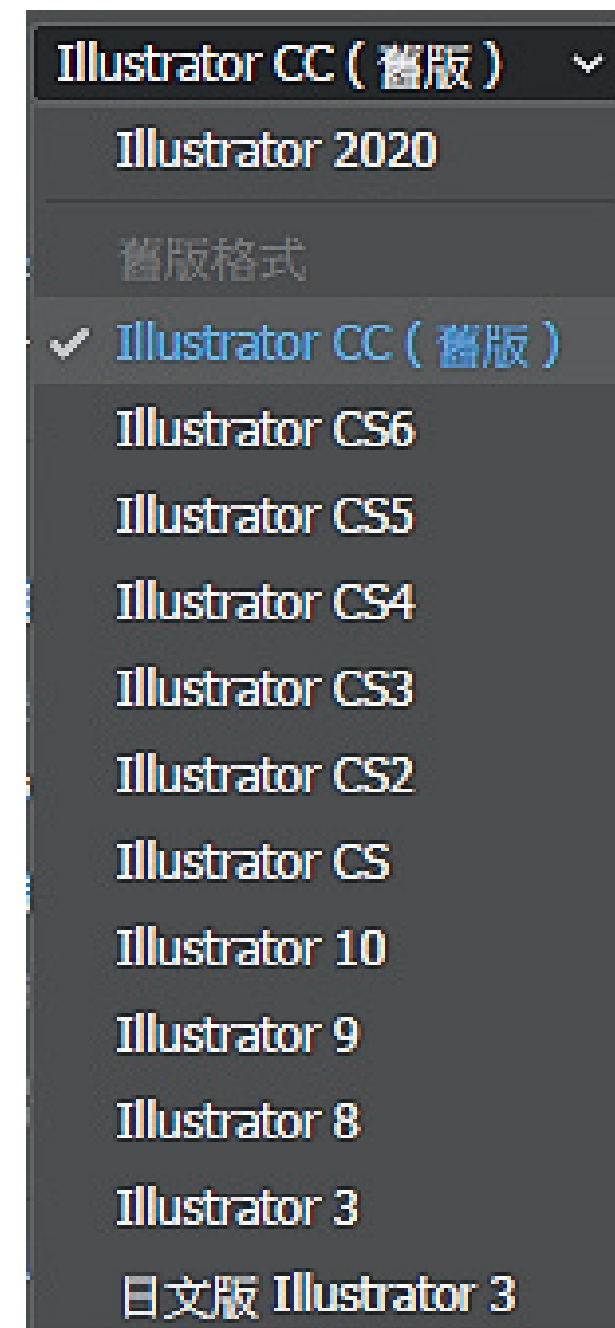 Illustrator CC ( 舊版 )
Illustrator 2020
舊版格式
Illustrator CC ( 舊版 )
Illustrator CS6
Illustrator CS5
Illustrator CS4
Illustrator CS3
Illustrator CS2
Illustrator CS
Illustrator 10
Illustrator 9
Illustrator 8
Illustrator 3
日文版 Illustrator 3